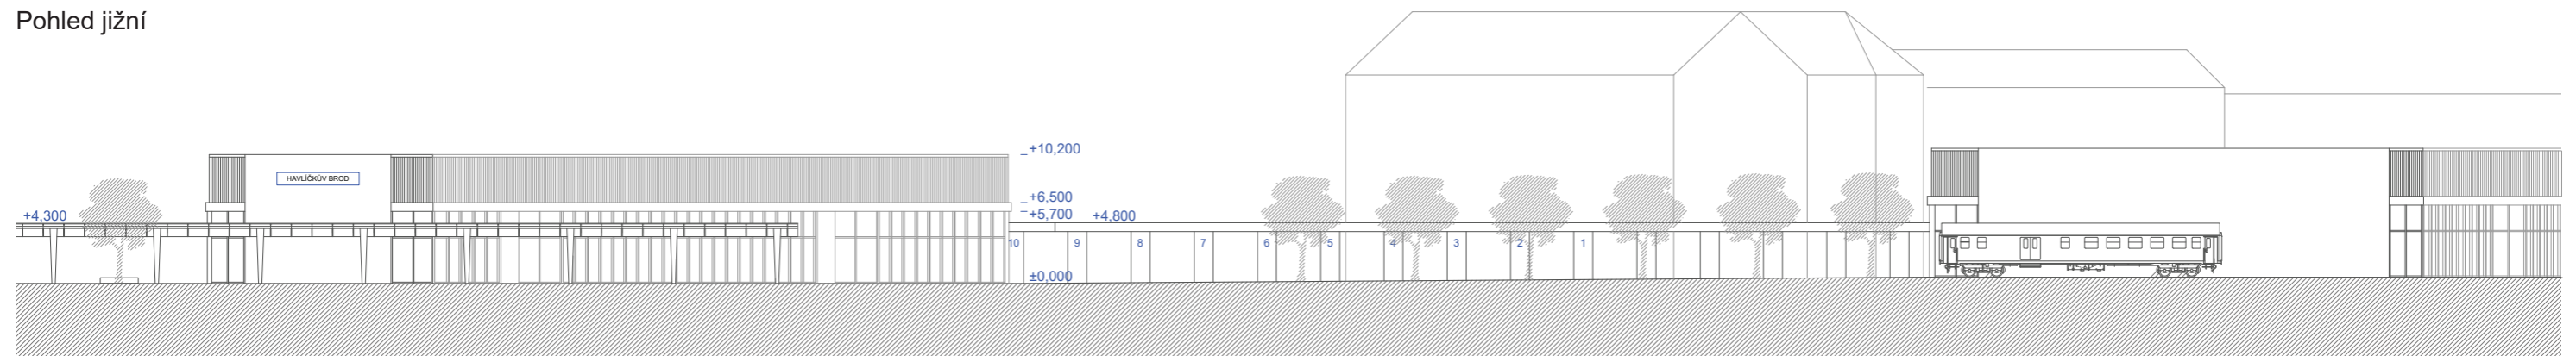 Pohled jižní
HAVLÍČKŮV BROD
+10,200
+6,500
+4,300
+5,700
+4,800
10 9 8 7 6 5 4 3 2 1
±0,000